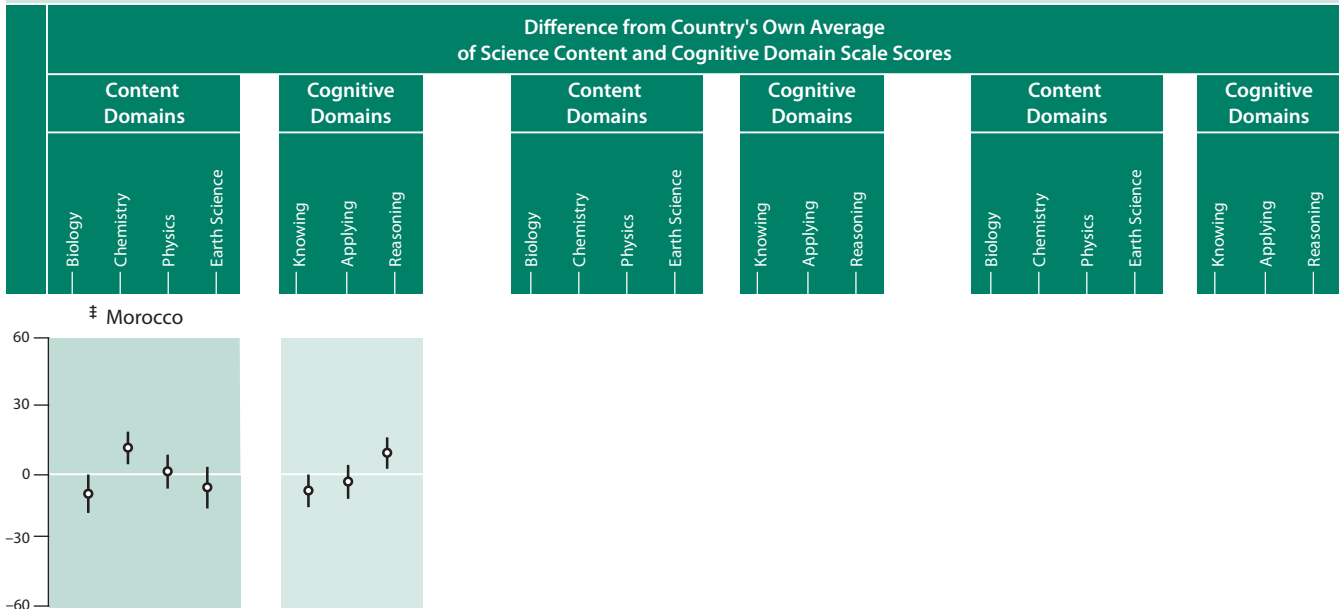 Difference from Country's Own Average
of Science Content and Cognitive Domain Scale Scores
Content
Domains
Cognitive
Domains
Content
Domains
Cognitive
Domains
Content
Domains
Cognitive
Domains
Biology
Chemistry
Physics
Earth Science
Knowing
Applying
Reasoning
Biology
Chemistry
Physics
Earth Science
Knowing
Applying
Reasoning
Biology
Chemistry
Physics
Earth Science
Knowing
Applying
Reasoning
‡ Morocco
60
30
0
–30
–60